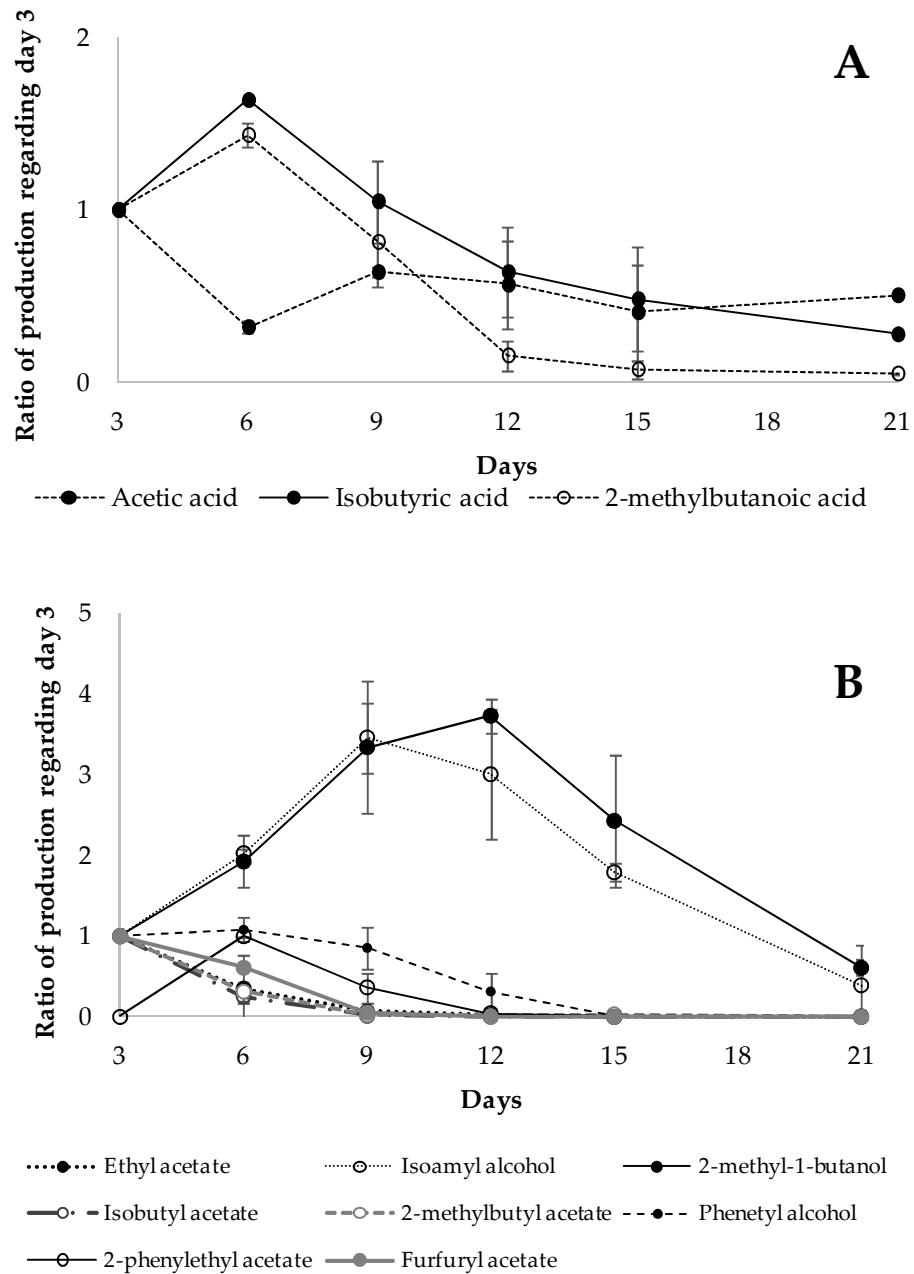 Ratio of production regarding day 3
2
A
1
0
3 6 9 12 15 18 21
Days
Acetic acid Isobutyric acid 2-methylbutanoic acid
Ratio of production regarding day 3
5
B
4
3
2
1
0
3 6 9 12 15 18 21
Days
Ethyl acetate Isoamyl alcohol 2-methyl-1-butanol
Isobutyl acetate 2-methylbutyl acetate Phenetyl alcohol
2-phenylethyl acetate Furfuryl acetate